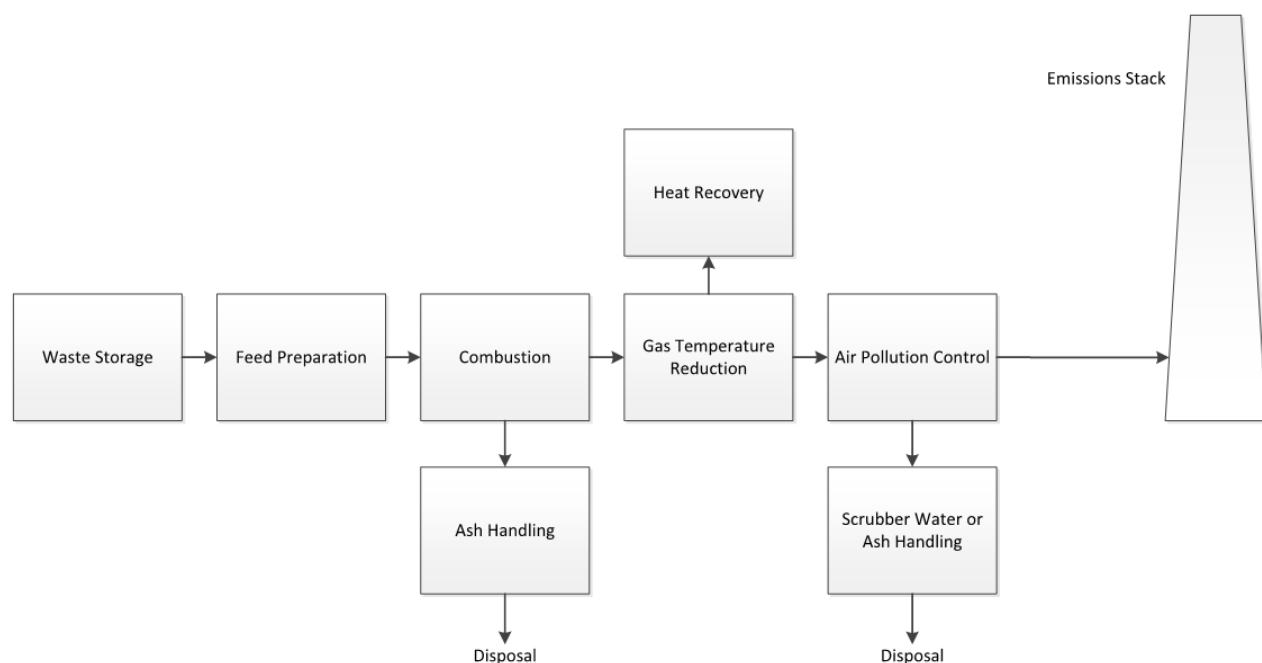 Emissions Stack
Heat Recovery
Waste Storage
Feed Preparation
Combustion
Gas Temperature
Reduction
Air Pollution Control
Ash Handling
Scrubber Water or
Ash Handling
Disposal
Disposal